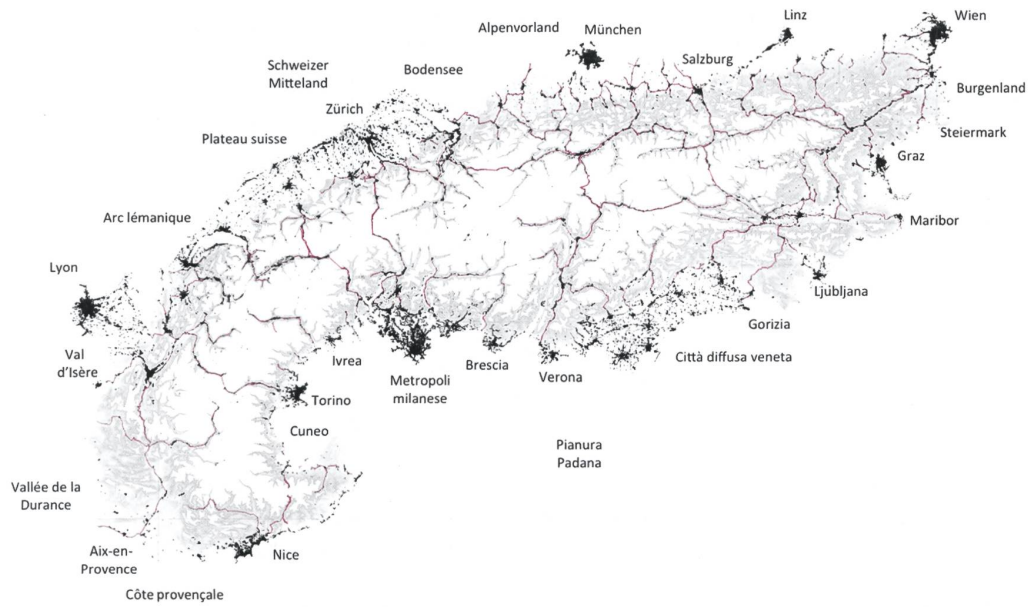 Linz
Wien
Alpenvorland
München
Schweizer
Mitteland
Bodensee
Salzburg
Burgenland
Zürich
Plateau suisse
Steiermark
Graz
Arc lémanique
Maribor
Lyon
Ljübljana
Gorizia
Val
d'Isère
Ivrea
Metropoli
milanese
Brescia
Verona
Città diffusa veneta
Torino
Cuneo
Pianura
Padana
Vallée de la
Durance
Aix-en-
Provence
Nice
Côte provençale